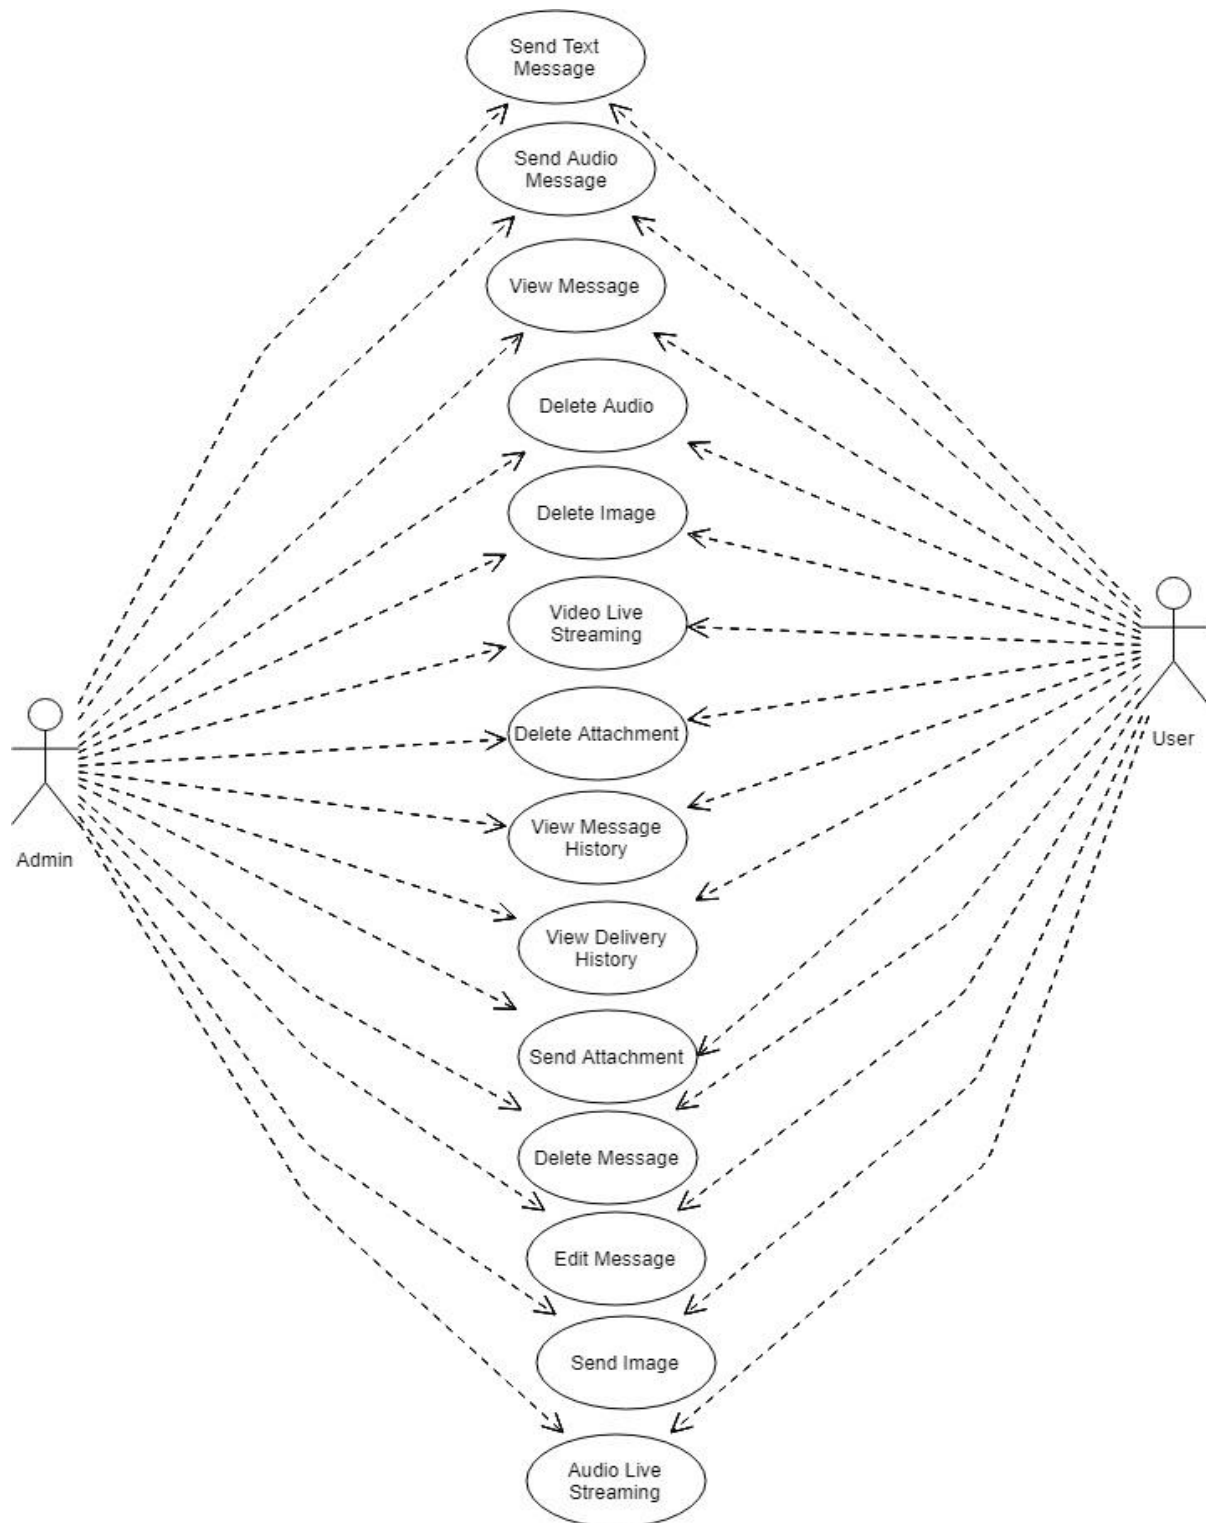 Send Text
Message
Send Audio
Message
View Message
Delete Audio
Delete Image
Video Live
Streaming
Delete Attachment
User
View Message
History
Admin
View Delivery
History
Send Attachment
Delete Message
Edit Message
Send Image
Audio Live
Streaming